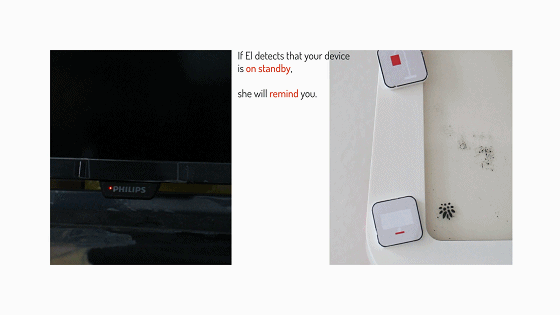 If El detects that your device
is on standby,
she will remind you.
PHILIPS